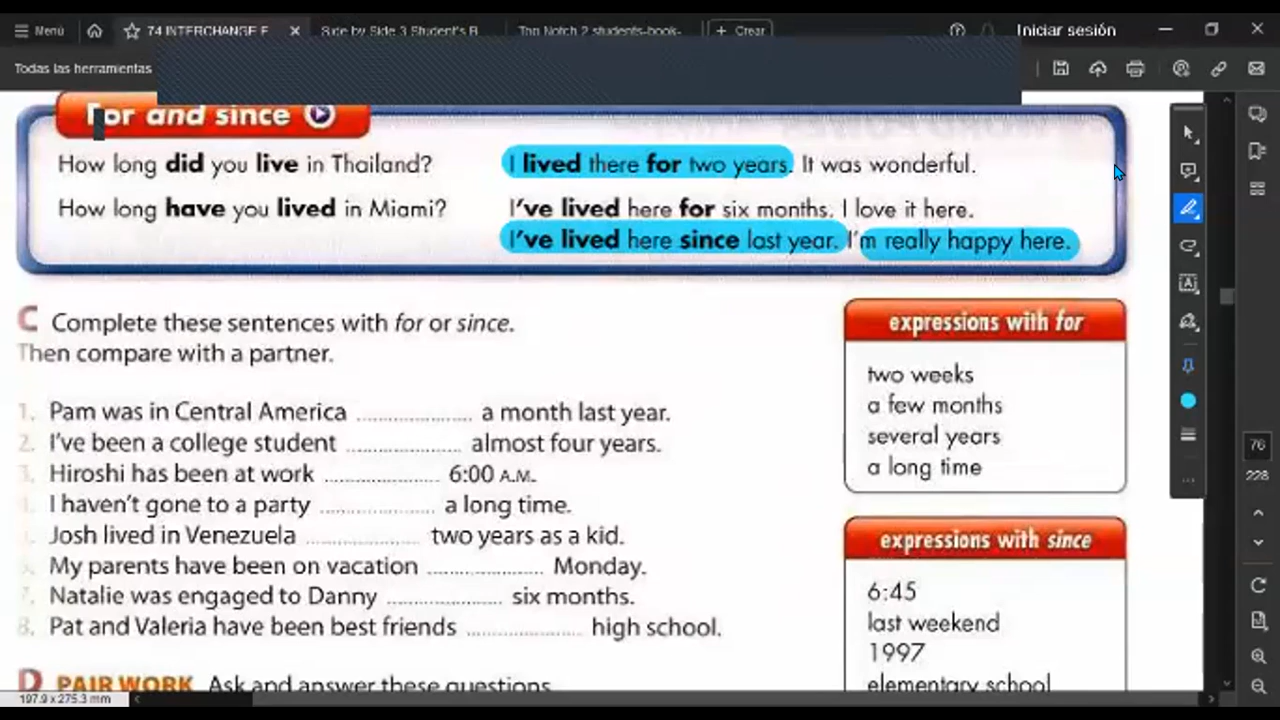 Menú
74 INTERCHANGE F
Side by Side 3 Student's B
Top Notch 2 students-book-
+ Crear
Iniciar sesión
Todas las herramientas
For and since
How long did you live in Thailand?
I lived there for two years. It was wonderful.
How long have you lived in Miami?
I've lived here for six months. I love it here.
I've lived here since last year. I'm really happy here.
C Complete these sentences with for or since.
Then compare with a partner.
1. Pam was in Central America .................... a month last year.
2. I've been a college student .................... almost four years.
3. Hiroshi has been at work .................... 6:00 A.M.
4. I haven't gone to a party .................... a long time.
5. Josh lived in Venezuela .................... two years as a kid.
6. My parents have been on vacation .................... Monday.
7. Natalie was engaged to Danny .................... six months.
8. Pat and Valeria have been best friends .................... high school.
expressions with for
two weeks
a few months
several years
a long time
expressions with since
6:45
last weekend
1997
elementary school
D PAIR WORK Ask and answer these questions
76
228
197.9 x 275.3 mm